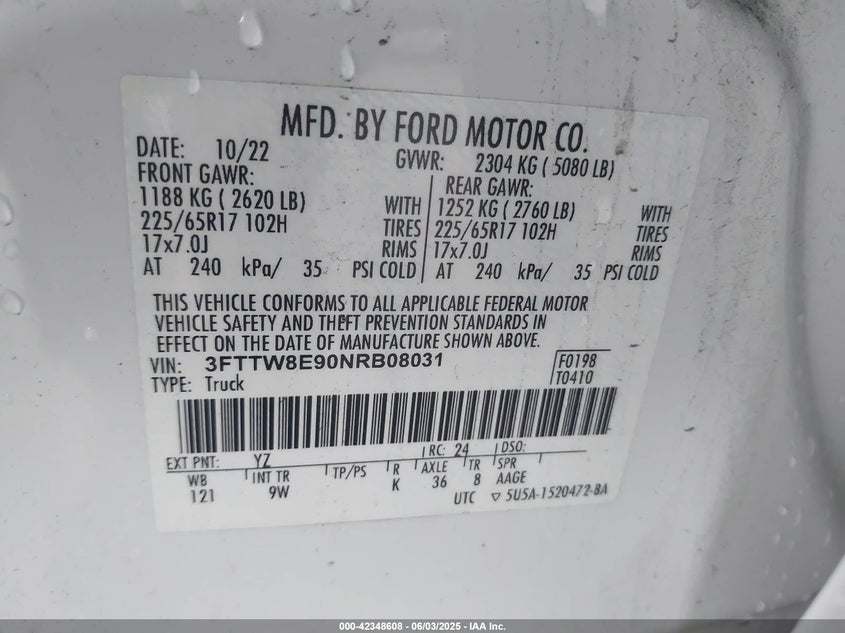 MFD. BY FORD MOTOR CO.
DATE: 10/22
GVWR: 2304 KG ( 5080 LB)
FRONT GAWR:
1188 KG ( 2620 LB) WITH
225/65R17 102H TIRES
17x7.0J RIMS
AT 240 kPa/ 35 PSI COLD
REAR GAWR:
1252 KG ( 2760 LB) WITH
225/65R17 102H TIRES
17x7.0J RIMS
AT 240 kPa/ 35 PSI COLD
THIS VEHICLE CONFORMS TO ALL APPLICABLE FEDERAL MOTOR
VEHICLE SAFETY AND THEFT PREVENTION STANDARDS IN
EFFECT ON THE DATE OF MANUFACTURE SHOWN ABOVE.
VIN: 3FTTW8E90NRB08031 F0198
TYPE: Truck T0410
EXT PNT: YZ RC: 24 DSO:
WB INT TR TP/PS R AXLE TR SPR
121 9W K 36 8 AAGE
UTC ▽ 5U5A-1520472-BA
000-42348608 - 06/03/2025 - IAA Inc.